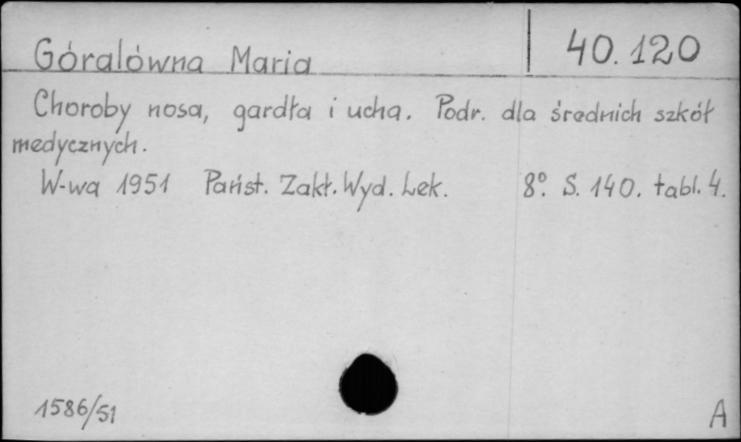 Góralówna Maria 40.120
Choroby nosa, gardła i ucha. Podr. dla średnich szkół
medycznych.
W-wa 1951 Państ. Zakł. Wyd. Lek. 8° S. 140. tabl. 4.
1586/51 A